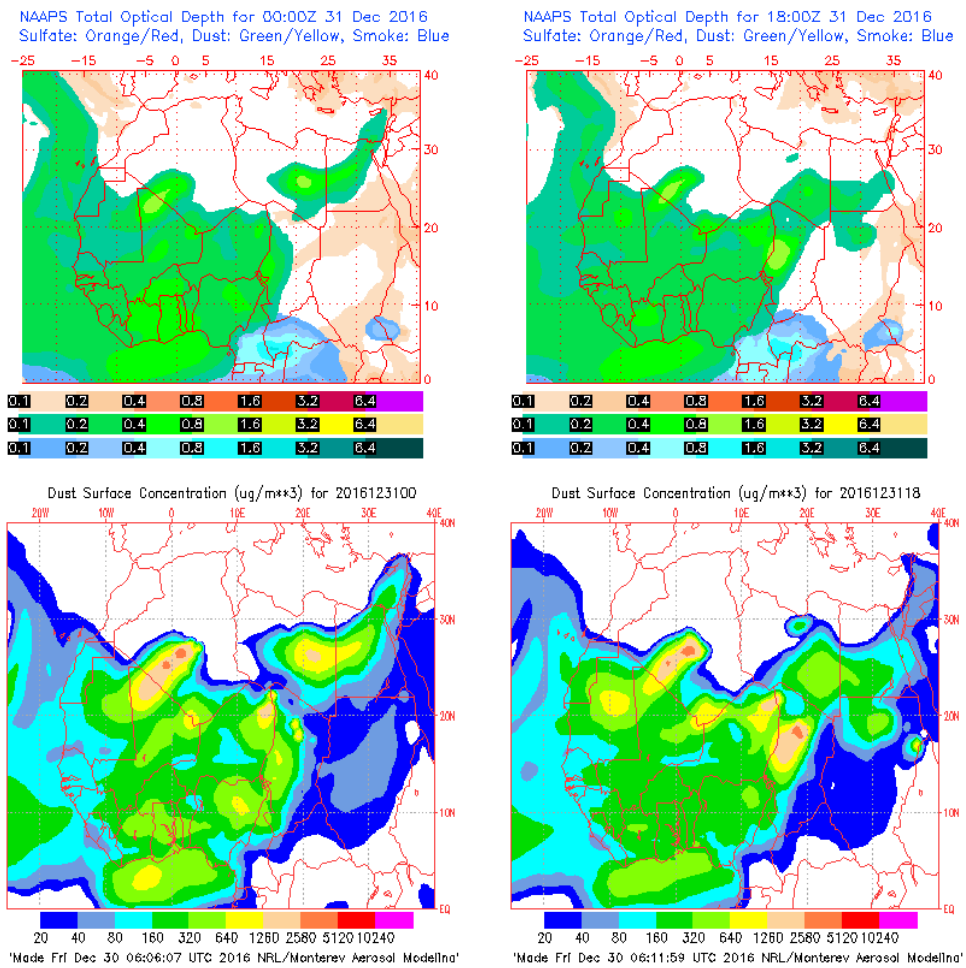 NAAPS Total Optical Depth for 00:00Z 31 Dec 2016
Sulfate: Orange/Red, Dust: Green/Yellow, Smoke: Blue
-25 -15 -5 0 5 15 25 35
40
30
20
10
0
0.1 0.2 0.4 0.8 1.6 3.2 6.4
0.1 0.2 0.4 0.8 1.6 3.2 6.4
0.1 0.2 0.4 0.8 1.6 3.2 6.4
NAAPS Total Optical Depth for 18:00Z 31 Dec 2016
Sulfate: Orange/Red, Dust: Green/Yellow, Smoke: Blue
-25 -15 -5 0 5 15 25 35
40
30
20
10
0
0.1 0.2 0.4 0.8 1.6 3.2 6.4
0.1 0.2 0.4 0.8 1.6 3.2 6.4
0.1 0.2 0.4 0.8 1.6 3.2 6.4
Dust Surface Concentration (ug/m**3) for 2016123100
20W 10W 0 10E 20E 30E 40E
40N
30N
20N
10N
EQ
20 40 80 160 320 640 1260 2580 5120 10240
'Made Fri Dec 30 06:06:07 UTC 2016 NRL/Monterey Aerosol Modeling'
Dust Surface Concentration (ug/m**3) for 2016123118
20W 10W 0 10E 20E 30E 40E
40N
30N
20N
10N
EQ
20 40 80 160 320 640 1260 2580 5120 10240
'Made Fri Dec 30 06:11:59 UTC 2016 NRL/Monterey Aerosol Modeling'